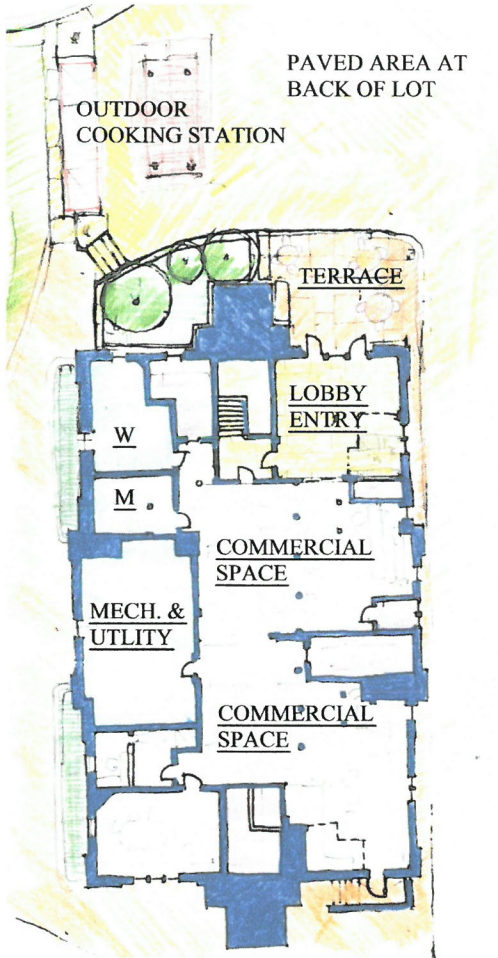 PAVED AREA AT
BACK OF LOT
OUTDOOR
COOKING STATION
TERRACE
LOBBY
ENTRY
W
M
COMMERCIAL
SPACE
MECH. &
UTLITY
COMMERCIAL
SPACE